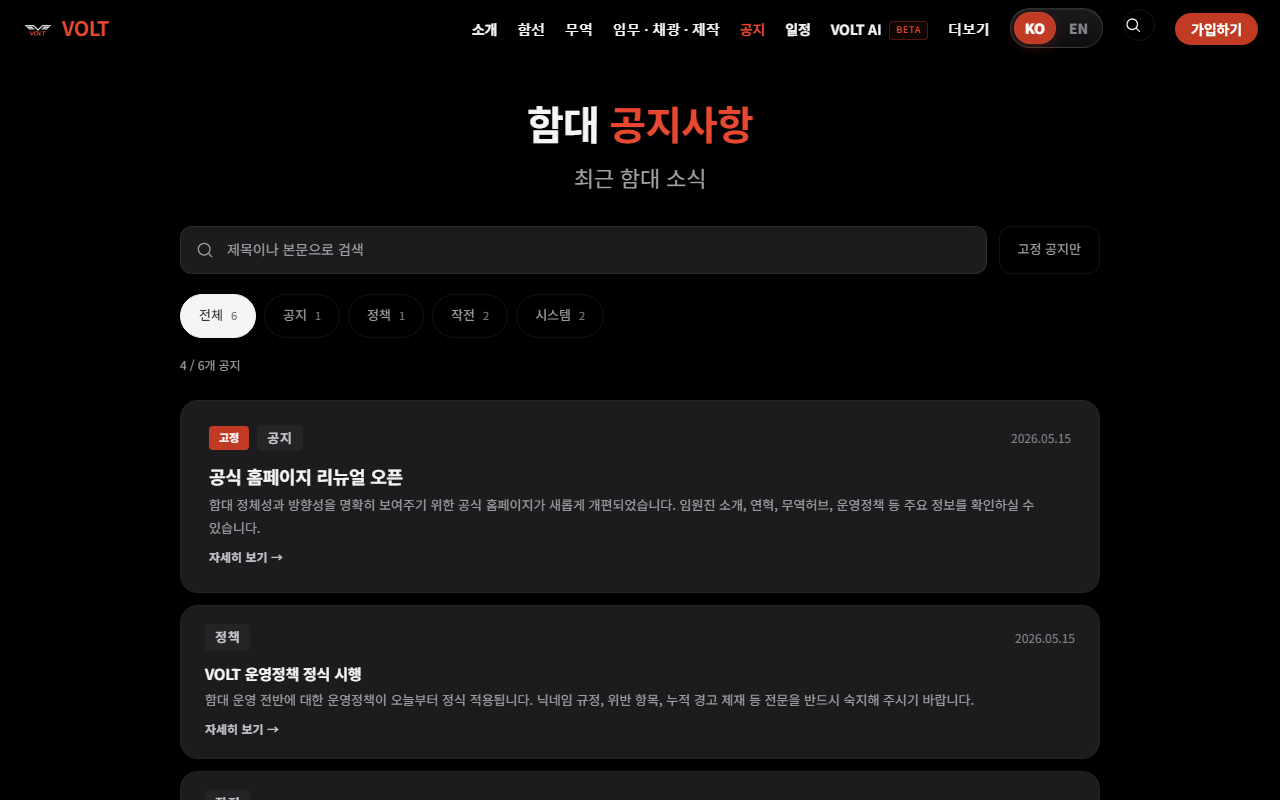 VOLT VOLT 소개 함선 무역 임무 · 채광 · 제작 공지 일정 VOLT AI BETA 더보기 KO EN 가입하기
함대 공지사항
최근 함대 소식
제목이나 본문으로 검색 고정 공지만
전체 6 공지 1 정책 1 작전 2 시스템 2
4 / 6개 공지
고정 공지 2026.05.15
공식 홈페이지 리뉴얼 오픈
함대 정체성과 방향성을 명확히 보여주기 위한 공식 홈페이지가 새롭게 개편되었습니다. 임원진 소개, 연혁, 무역허브, 운영정책 등 주요 정보를 확인하실 수
있습니다.
자세히 보기 →
정책 2026.05.15
VOLT 운영정책 정식 시행
함대 운영 전반에 대한 운영정책이 오늘부터 정식 적용됩니다. 닉네임 규정, 위반 항목, 누적 경고 제재 등 전문을 반드시 숙지해 주시기 바랍니다.
자세히 보기 →